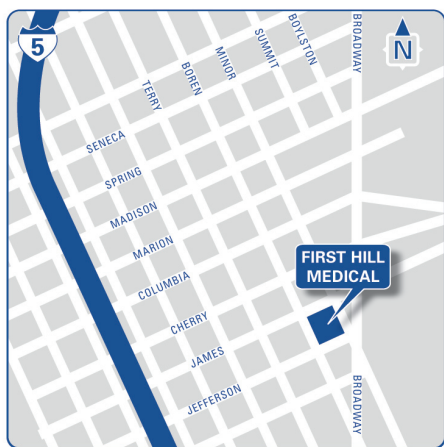 5
N
TERRY
BOREN
MINOR
SUMMIT
BOYLSTON
BROADWAY
SENECA
SPRING
MADISON
MARION
COLUMBIA
CHERRY
JAMES
JEFFERSON
FIRST HILL
MEDICAL
BROADWAY